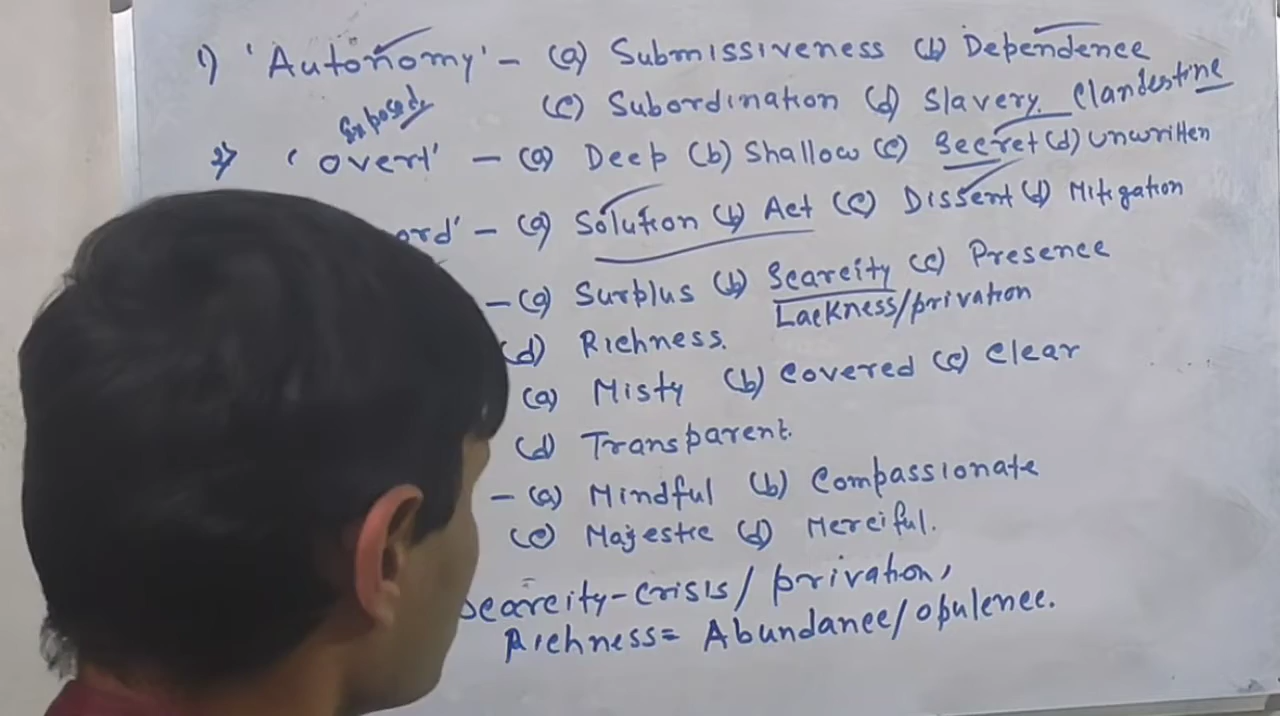 1) 'Autonomy' - (a) Submissiveness (b) Dependence
(c) Subordination (d) Slavery. Clandestine
Exposed
2) 'Overt' - (a) Deep (b) Shallow (c) Secret (d) Unwritten
ord' - (a) Solution (b) Act (c) Dissent (d) Mitigation
- (a) Surplus (b) Scarcity (c) Presence
Lackness/privation
(d) Richness.
(a) Misty (b) Covered (c) Clear
(d) Transparent.
- (a) Mindful (b) Compassionate
(c) Majestic (d) Merciful.
Scarcity - crisis/privation,
Richness = Abundance/opulence.